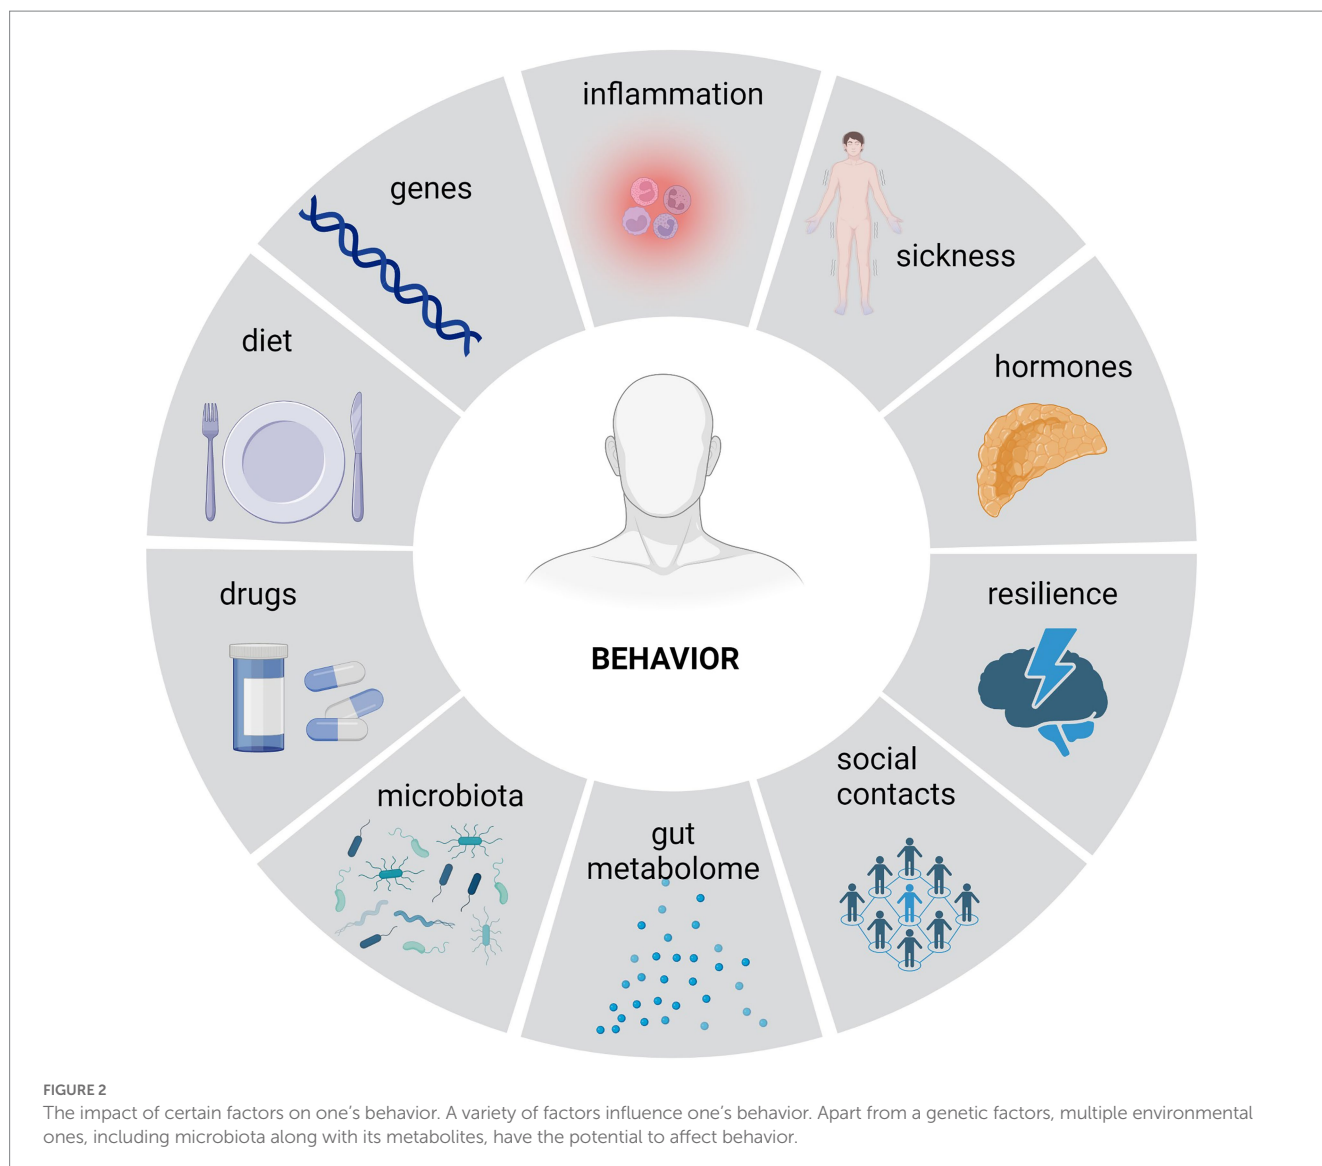 inflammation
genes
sickness
diet
hormones
drugs
resilience
BEHAVIOR
microbiota
gut
metabolome
social
contacts
FIGURE 2
The impact of certain factors on one’s behavior. A variety of factors influence one’s behavior. Apart from a genetic factors, multiple environmental
ones, including microbiota along with its metabolites, have the potential to affect behavior.